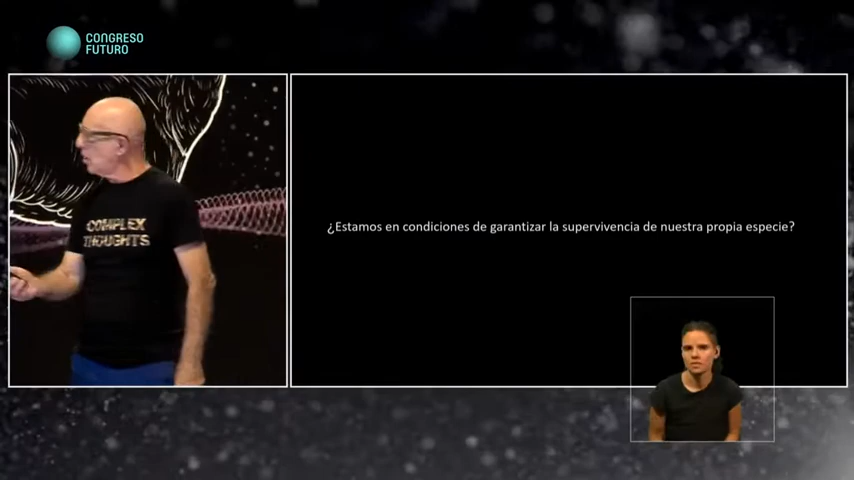 CONGRESO
FUTURO
COMPLEX
THOUGHTS
¿Estamos en condiciones de garantizar la supervivencia de nuestra propia especie?